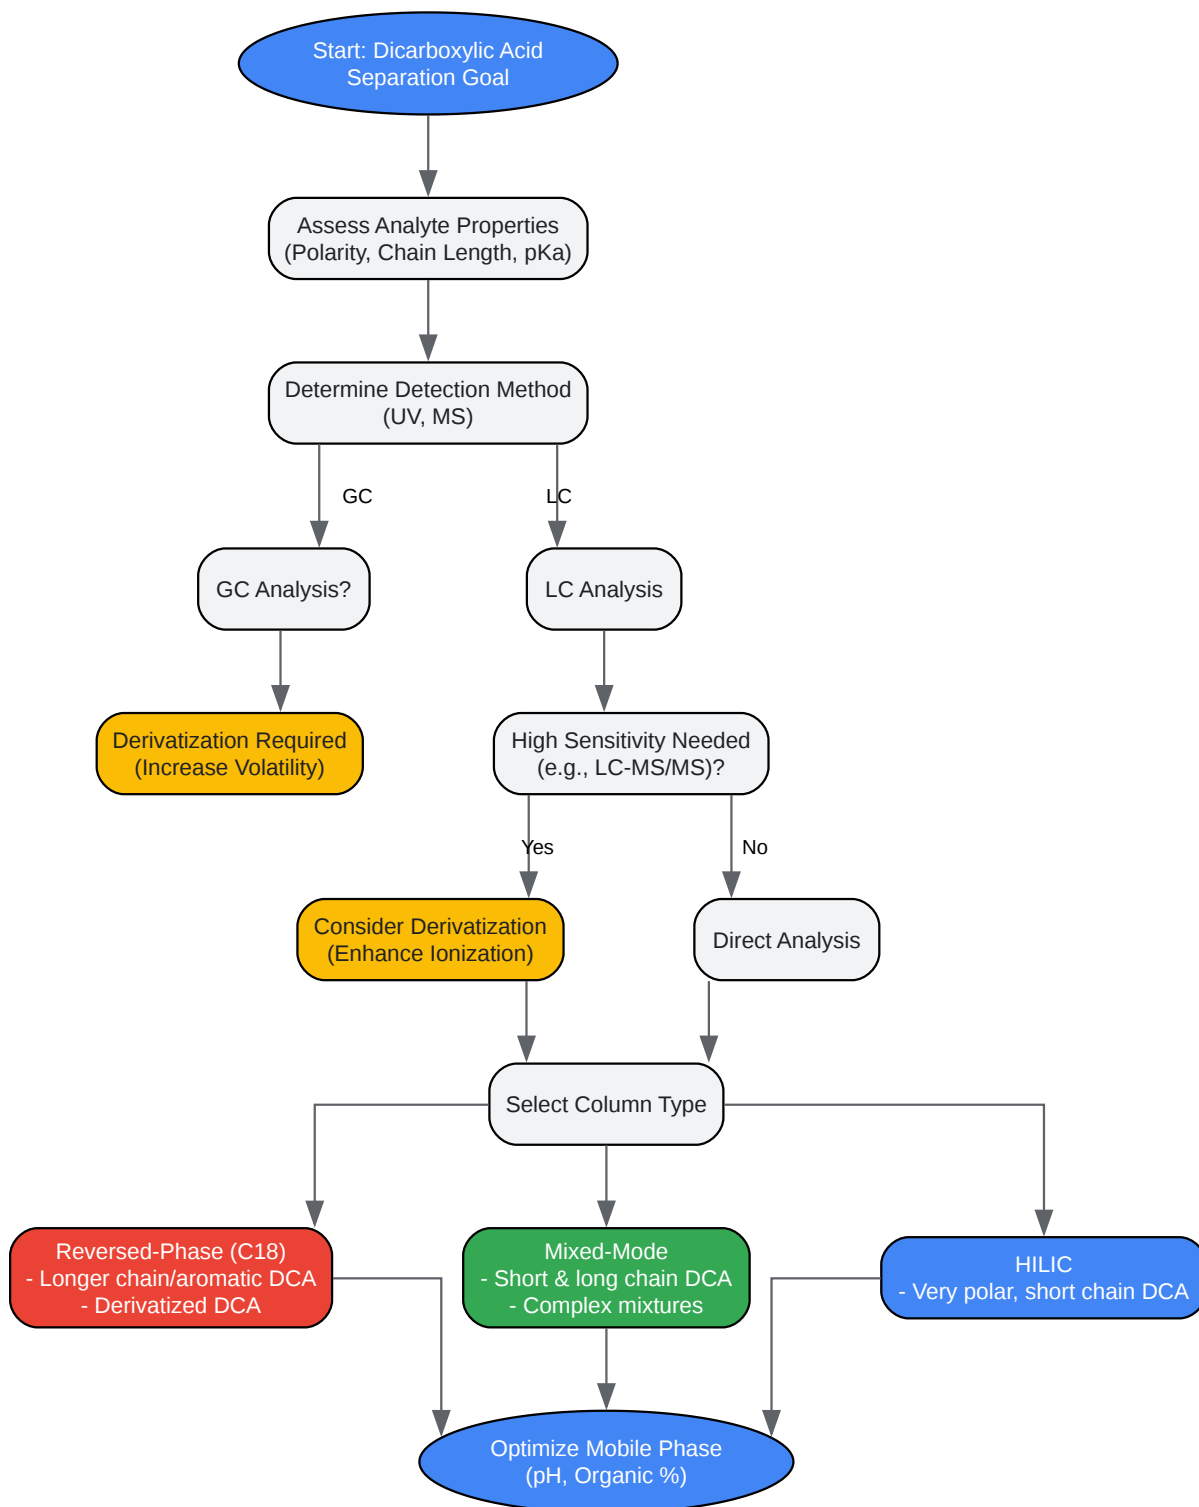 Start: Dicarboxylic Acid
Separation Goal
Assess Analyte Properties
(Polarity, Chain Length, pKa)
Determine Detection Method
(UV, MS)
GC
LC
GC Analysis?
LC Analysis
Derivatization Required
(Increase Volatility)
High Sensitivity Needed
(e.g., LC-MS/MS)?
Yes
No
Consider Derivatization
(Enhance Ionization)
Direct Analysis
Select Column Type
Reversed-Phase (C18)
- Longer chain/aromatic DCA
- Derivatized DCA
Mixed-Mode
- Short & long chain DCA
- Complex mixtures
HILIC
- Very polar, short chain DCA
Optimize Mobile Phase
(pH, Organic %)